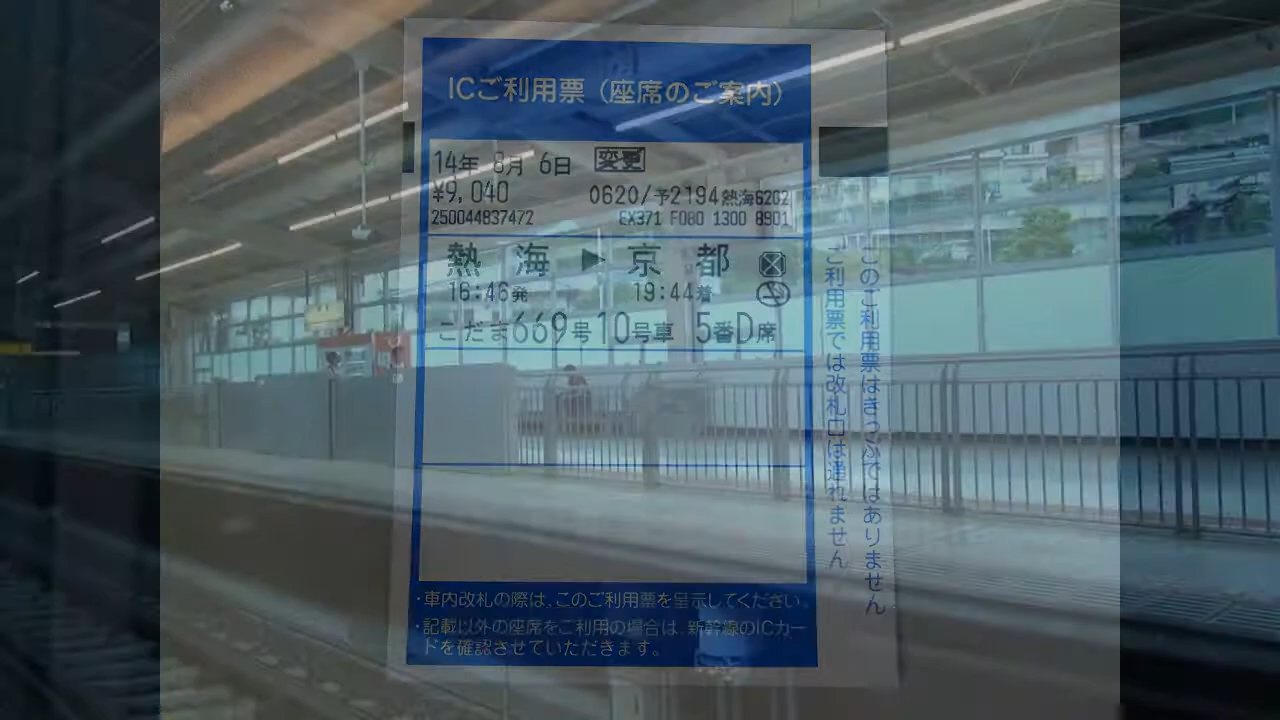 ICご利用票（座席のご案内）
14年 8月 6日 変更
¥9,040 0620/予2194熱海6202
250044837472 EX371 F080 1300 8901
熱 海 ▶ 京 都
16:46発 19:44着
こだま669号10号車 5番D席
このご利用票はきっぷではありません
ご利用票では改札口は通れません
・車内改札の際は、このご利用票を呈示してください。
・記載以外の座席をご利用の場合は、新幹線のICカー
ドを確認させていただきます。